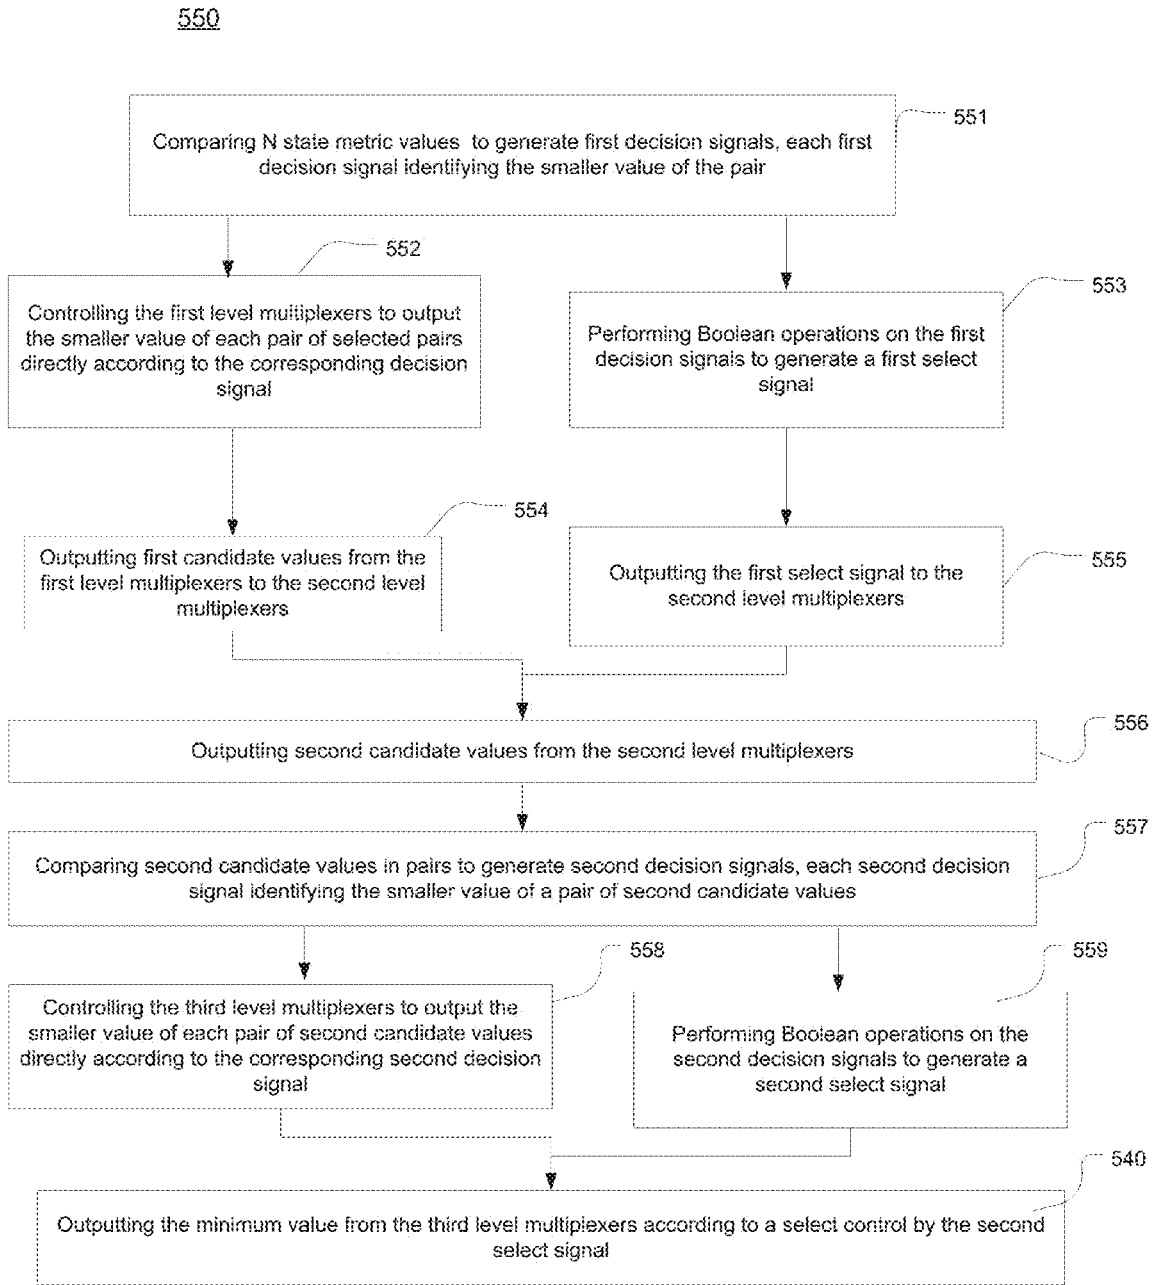 550
551
Comparing N state metric values to generate first decision signals, each first
decision signal identifying the smaller value of the pair
552
553
Controlling the first level multiplexers to output
the smaller value of each pair of selected pairs
directly according to the corresponding decision
signal
Performing Boolean operations on the first
decision signals to generate a first select
signal
554
555
Outputting first candidate values from the
first level multiplexers to the second level
multiplexers
Outputting the first select signal to the
second level multiplexers
556
Outputting second candidate values from the second level multiplexers
557
Comparing second candidate values in pairs to generate second decision signals, each second decision
signal identifying the smaller value of a pair of second candidate values
558
559
Controlling the third level multiplexers to output the
smaller value of each pair of second candidate values
directly according to the corresponding second decision
signal
Performing Boolean operations on the
second decision signals to generate a
second select signal
540
Outputting the minimum value from the third level multiplexers according to a select control by the second
select signal